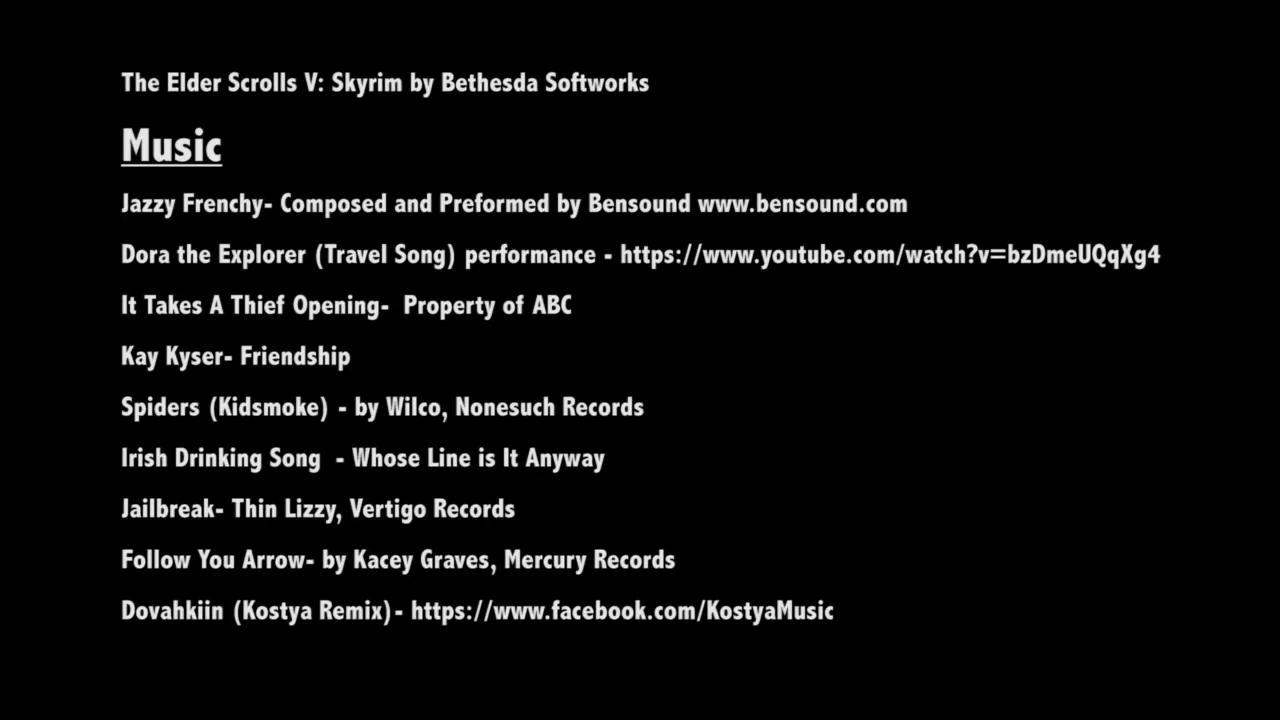 The Elder Scrolls V: Skyrim by Bethesda Softworks
Music
Jazzy Frenchy- Composed and Preformed by Bensound www.bensound.com
Dora the Explorer (Travel Song) performance - https://www.youtube.com/watch?v=bzDmeUQqXg4
It Takes A Thief Opening-  Property of ABC
Kay Kyser- Friendship
Spiders (Kidsmoke) - by Wilco, Nonesuch Records
Irish Drinking Song  - Whose Line is It Anyway
Jailbreak- Thin Lizzy, Vertigo Records
Follow You Arrow- by Kacey Graves, Mercury Records
Dovahkiin (Kostya Remix)- https://www.facebook.com/KostyaMusic